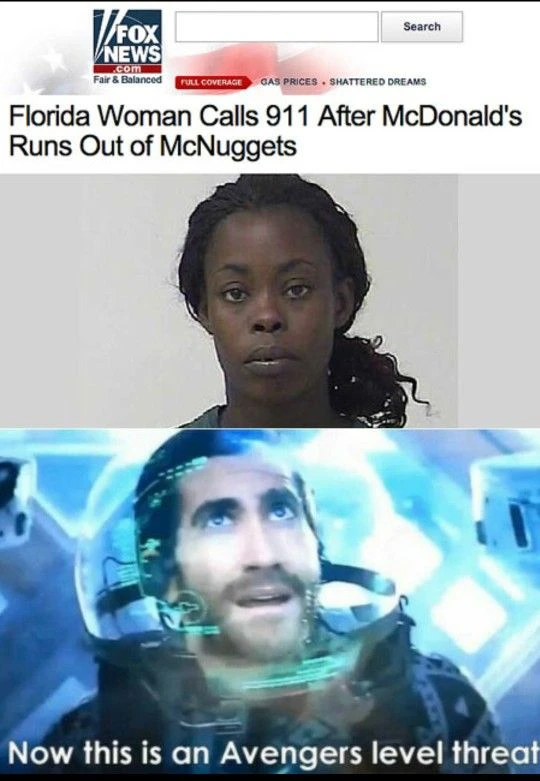 FOX
NEWS
.com
Fair & Balanced
Search
FULL COVERAGE GAS PRICES • SHATTERED DREAMS
Florida Woman Calls 911 After McDonald's
Runs Out of McNuggets
Now this is an Avengers level threat